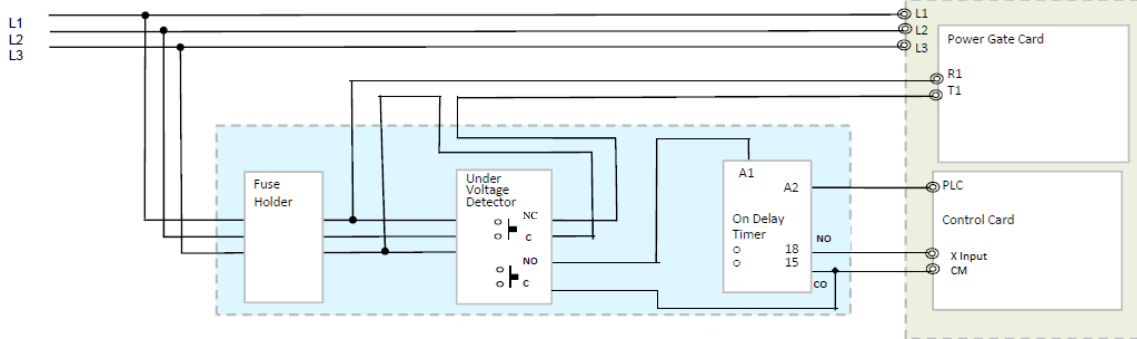 L1
L2
L3
L1
L2
L3
Power Gate Card
R1
T1
Fuse
Holder
Under
Voltage
Detector
NC
C
NO
C
A1
A2
On Delay
Timer
18
15
NO
CO
PLC
Control Card
X Input
CM